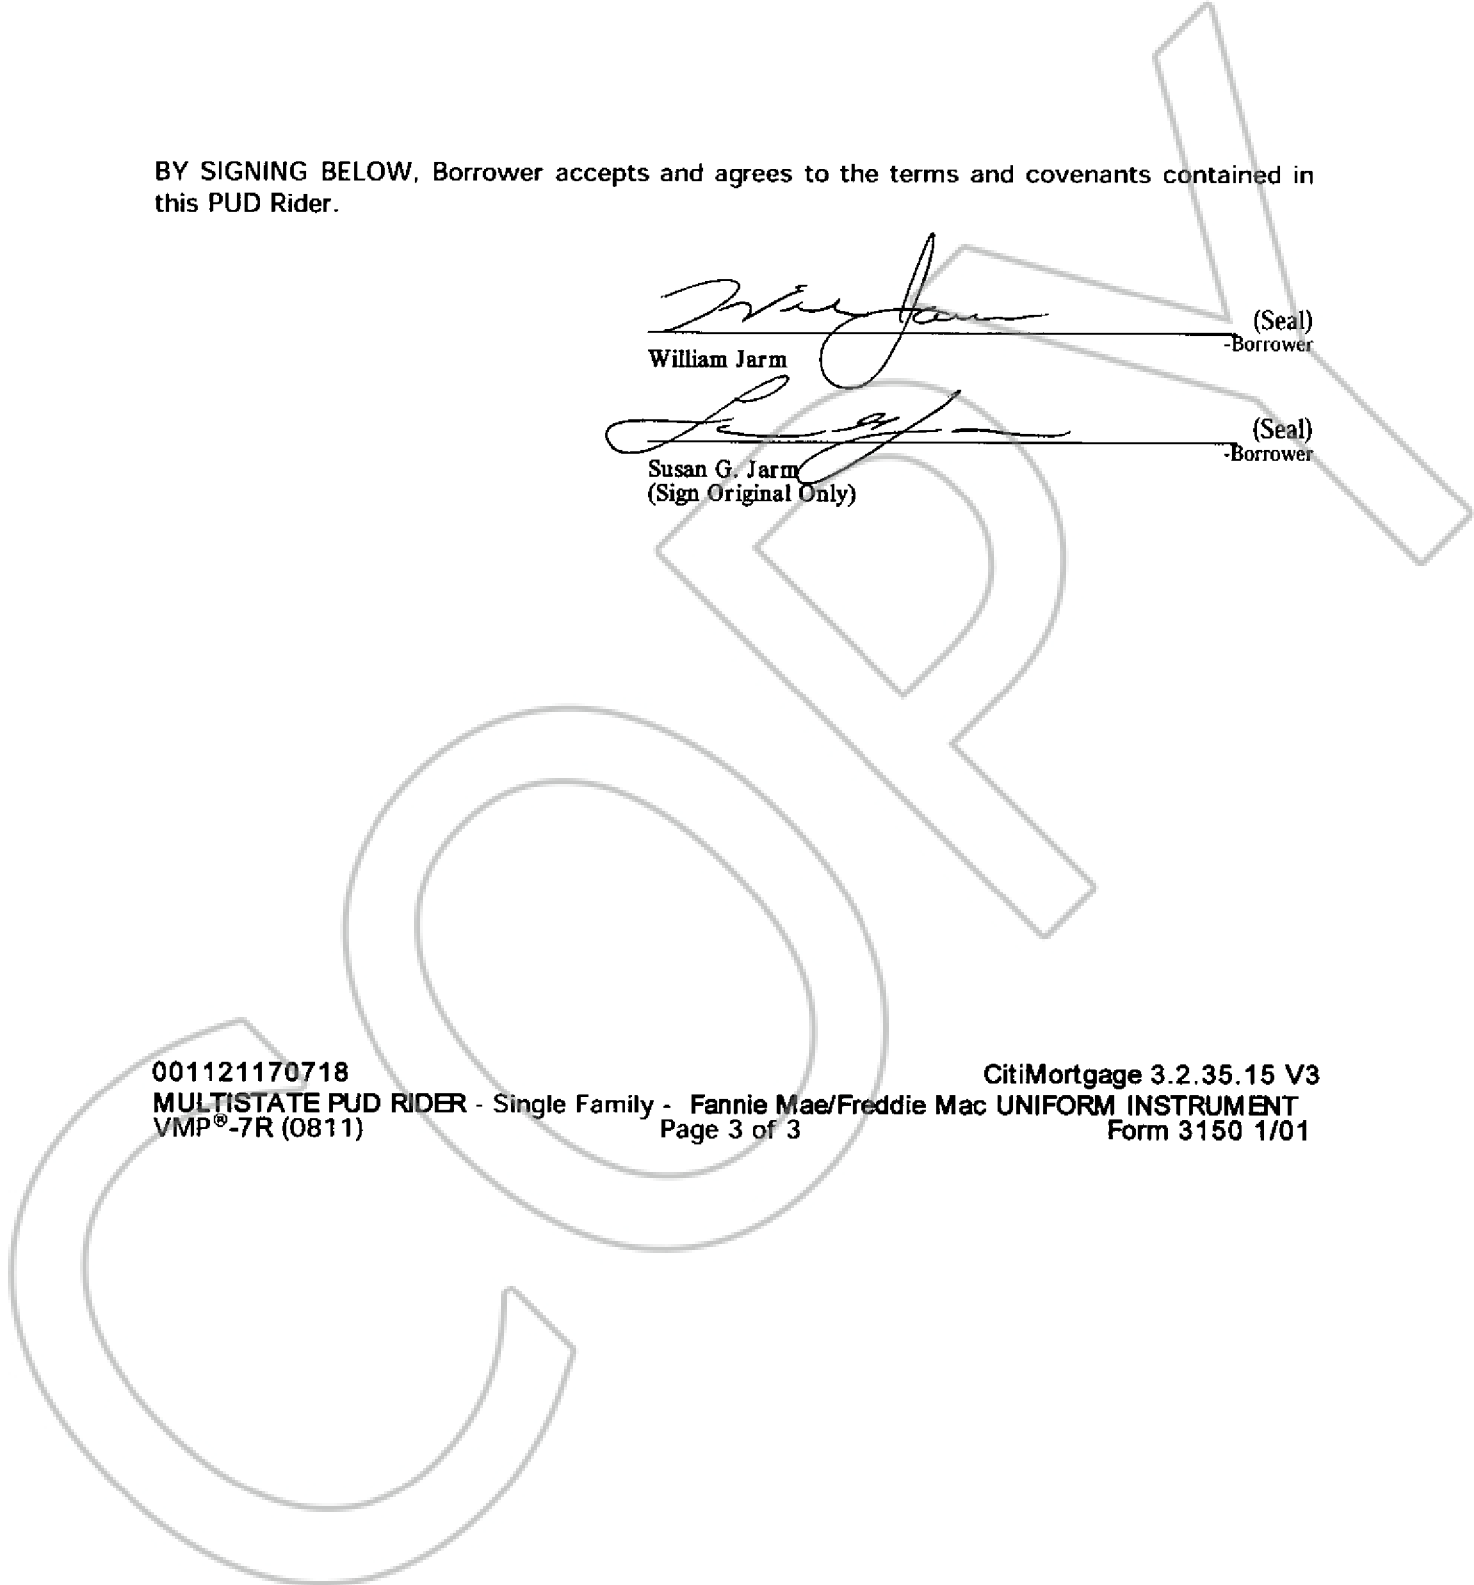 BY SIGNING BELOW, Borrower accepts and agrees to the terms and covenants contained in
this PUD Rider.
(Seal)
-Borrower
William Jarm
(Seal)
-Borrower
Susan G. Jarm
(Sign Original Only)
001121170718 CitiMortgage 3.2.35.15 V3
MULTISTATE PUD RIDER - Single Family - Fannie Mae/Freddie Mac UNIFORM INSTRUMENT
VMP®-7R (0811) Page 3 of 3 Form 3150 1/01
COPY